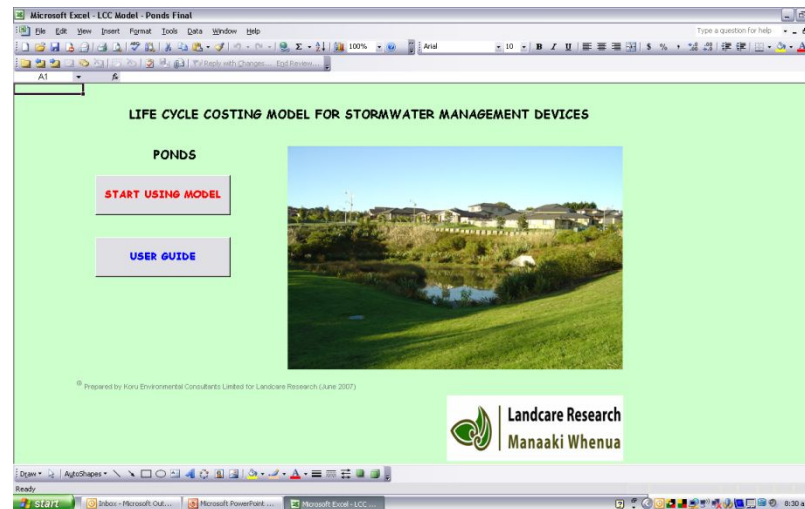 Microsoft Excel - LCC Model - Ponds Final
File Edit View Insert Format Tools Data Window Help
Type a question for help
100% Arial 10 B I U $ % ,
Reply with Changes... End Review...
A1 fx
LIFE CYCLE COSTING MODEL FOR STORMWATER MANAGEMENT DEVICES
PONDS
START USING MODEL
USER GUIDE
© Prepared by Koru Environmental Consultants Limited for Landcare Research (June 2007)
Landcare Research
Manaaki Whenua
Draw AutoShapes
Ready
start Inbox - Microsoft Out... Microsoft PowerPoint ... Microsoft Excel - LCC ... 8:30 a